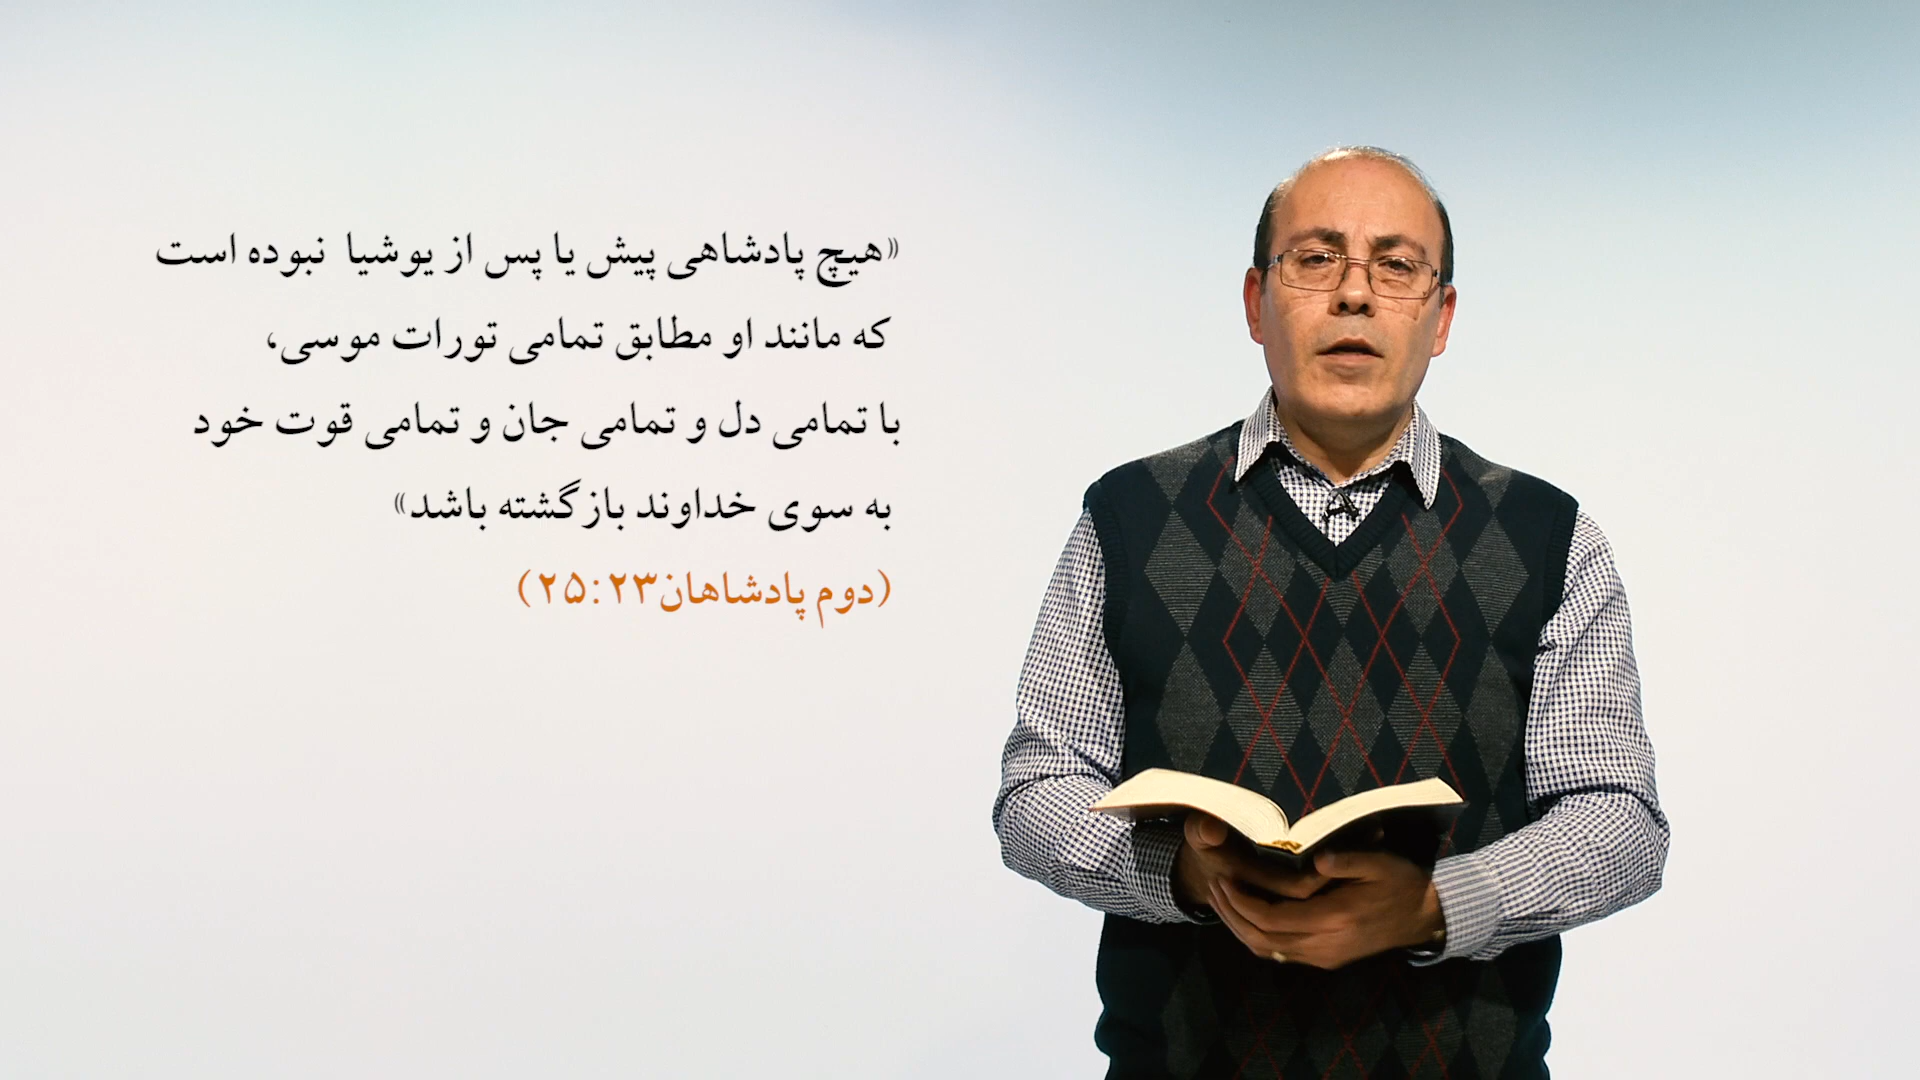 «هیچ پادشاهی پیش یا پس از یوشیا نبوده است
که مانند او مطابق تمامی تورات موسی،
با تمامی دل و تمامی جان و تمامی قوت خود
به سوی خداوند بازگشته باشد»
(دوم پادشاهان۲۳:‏۲۵)